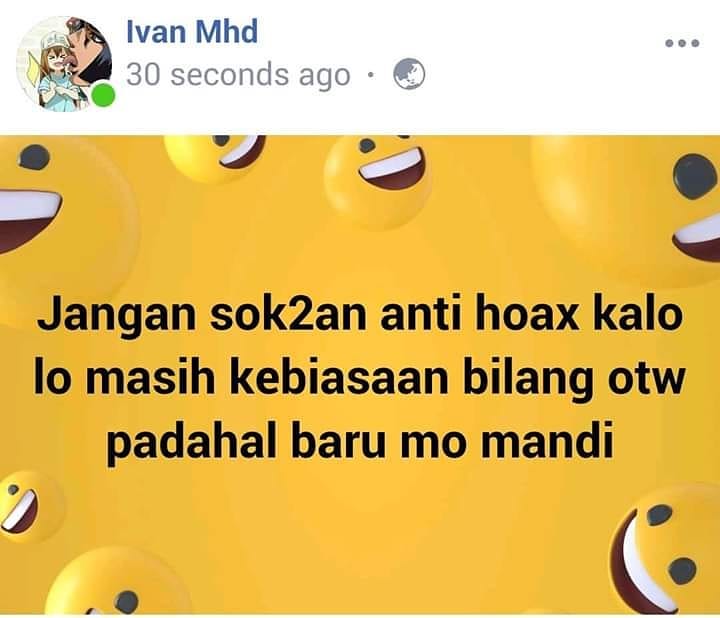 Ivan Mhd
30 seconds ago ·
Jangan sok2an anti hoax kalo
lo masih kebiasaan bilang otw
padahal baru mo mandi